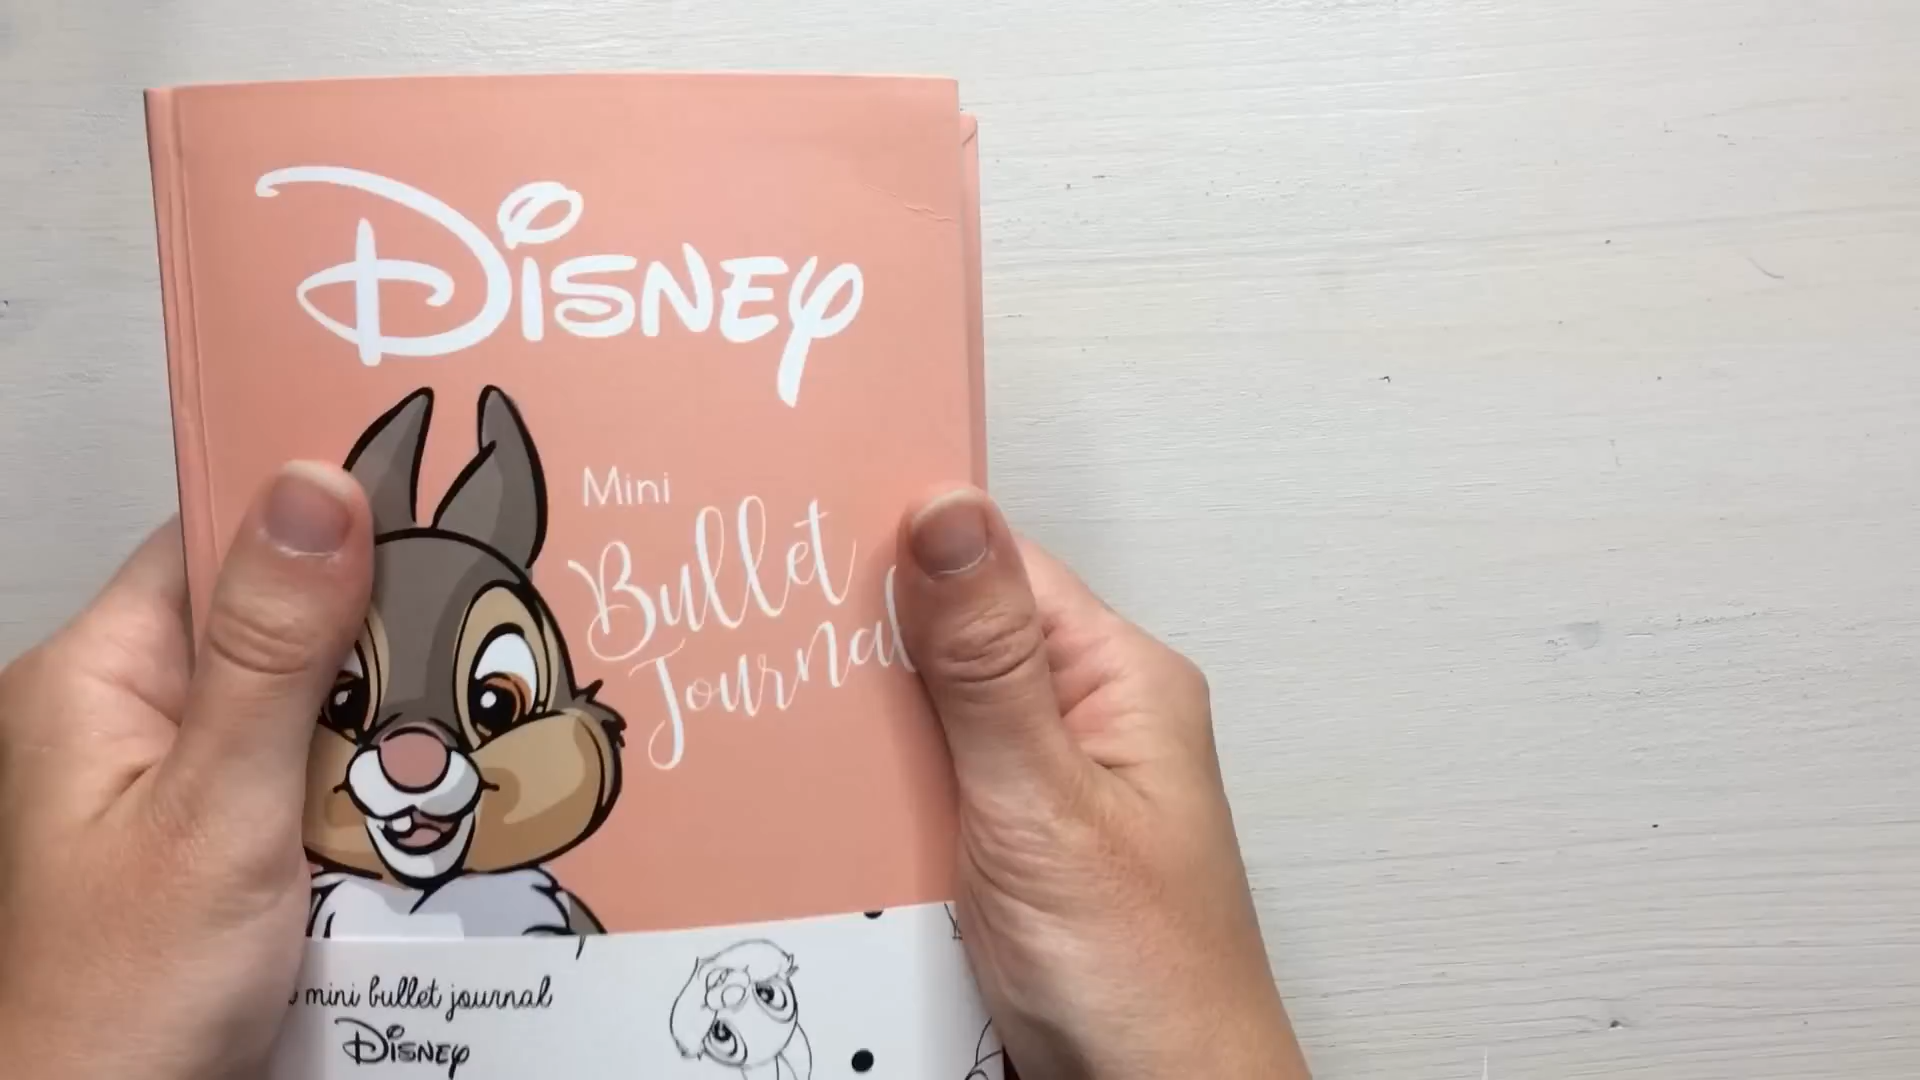 Disney
Mini
Bullet
Journal
mini bullet journal
Disney